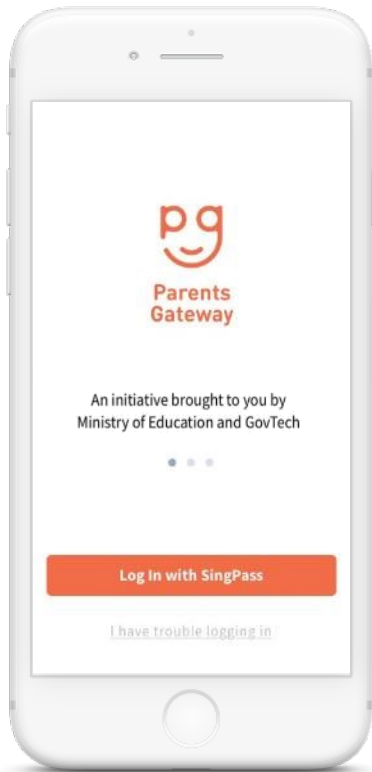 pg
Parents
Gateway
An initiative brought to you by
Ministry of Education and GovTech
Log In with SingPass
I have trouble logging in